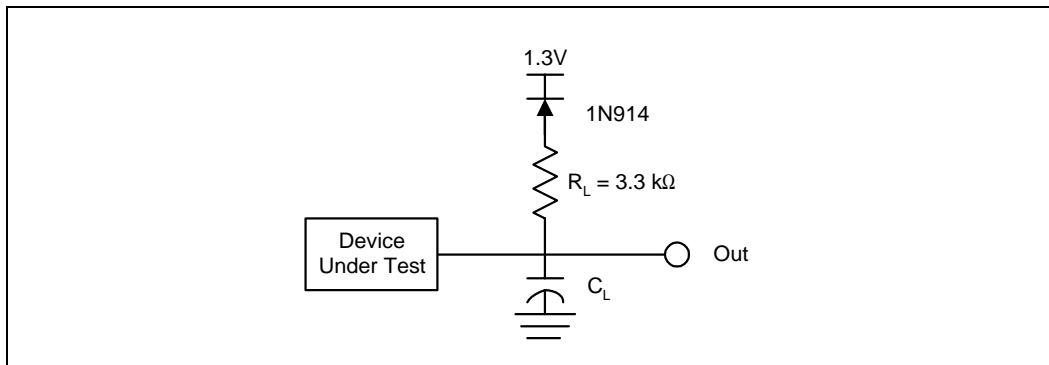 1.3V
1N914
R_L = 3.3 kΩ
Device
Under Test
Out
C_L